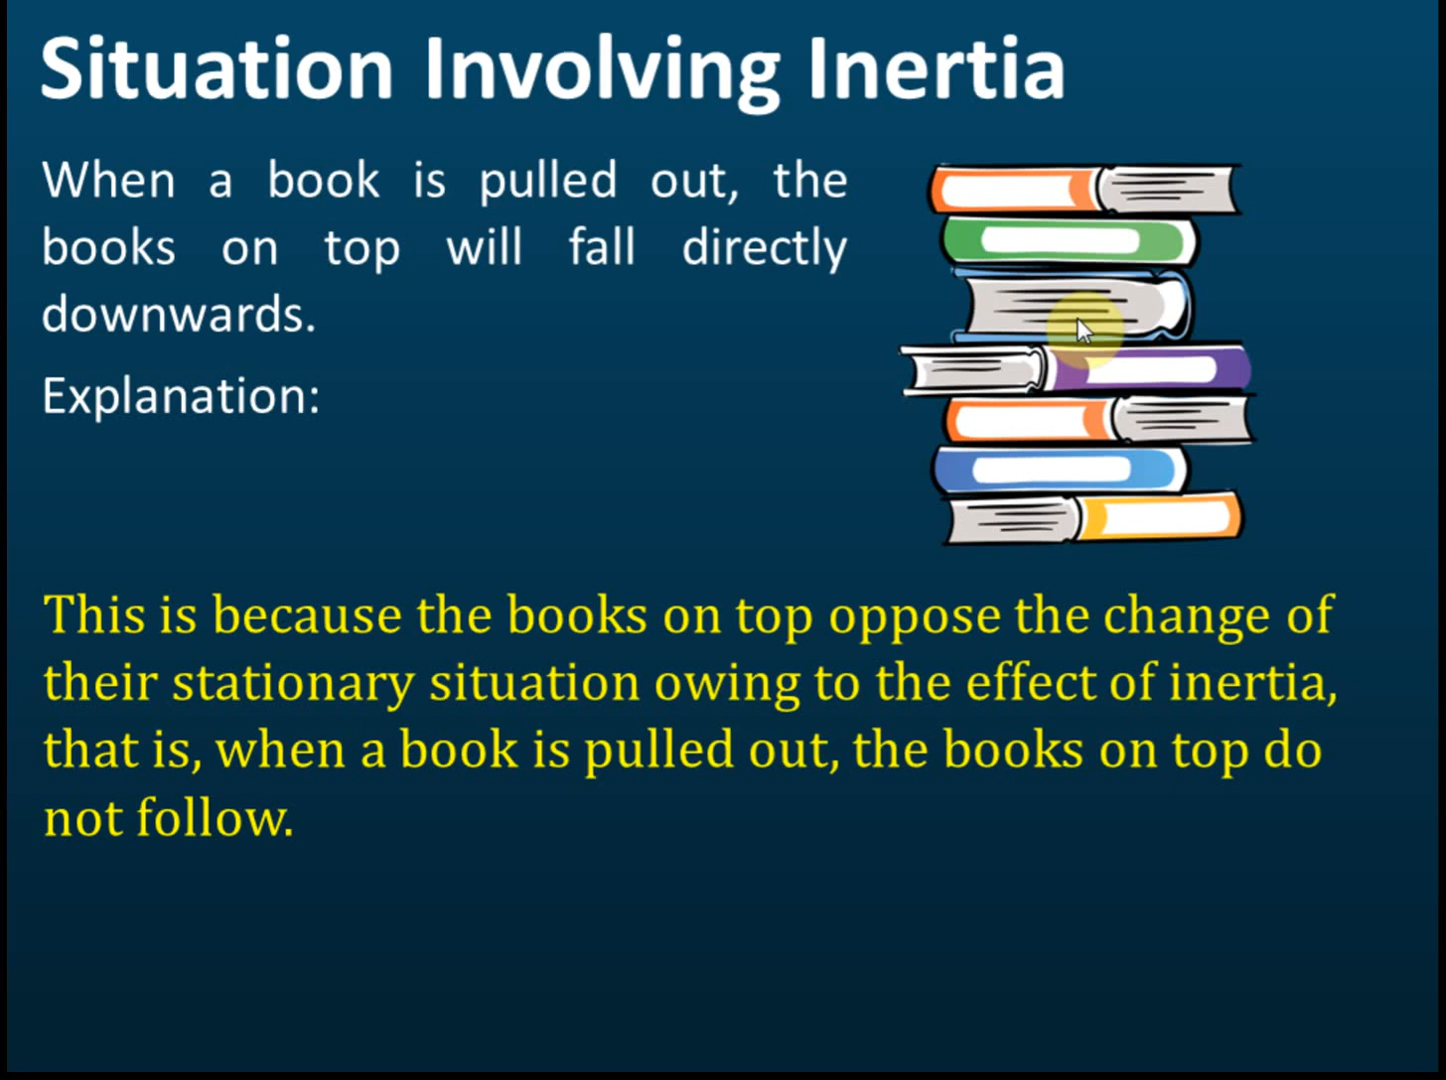 Situation Involving Inertia
When a book is pulled out, the
books on top will fall directly
downwards.
Explanation:
This is because the books on top oppose the change of
their stationary situation owing to the effect of inertia,
that is, when a book is pulled out, the books on top do
not follow.